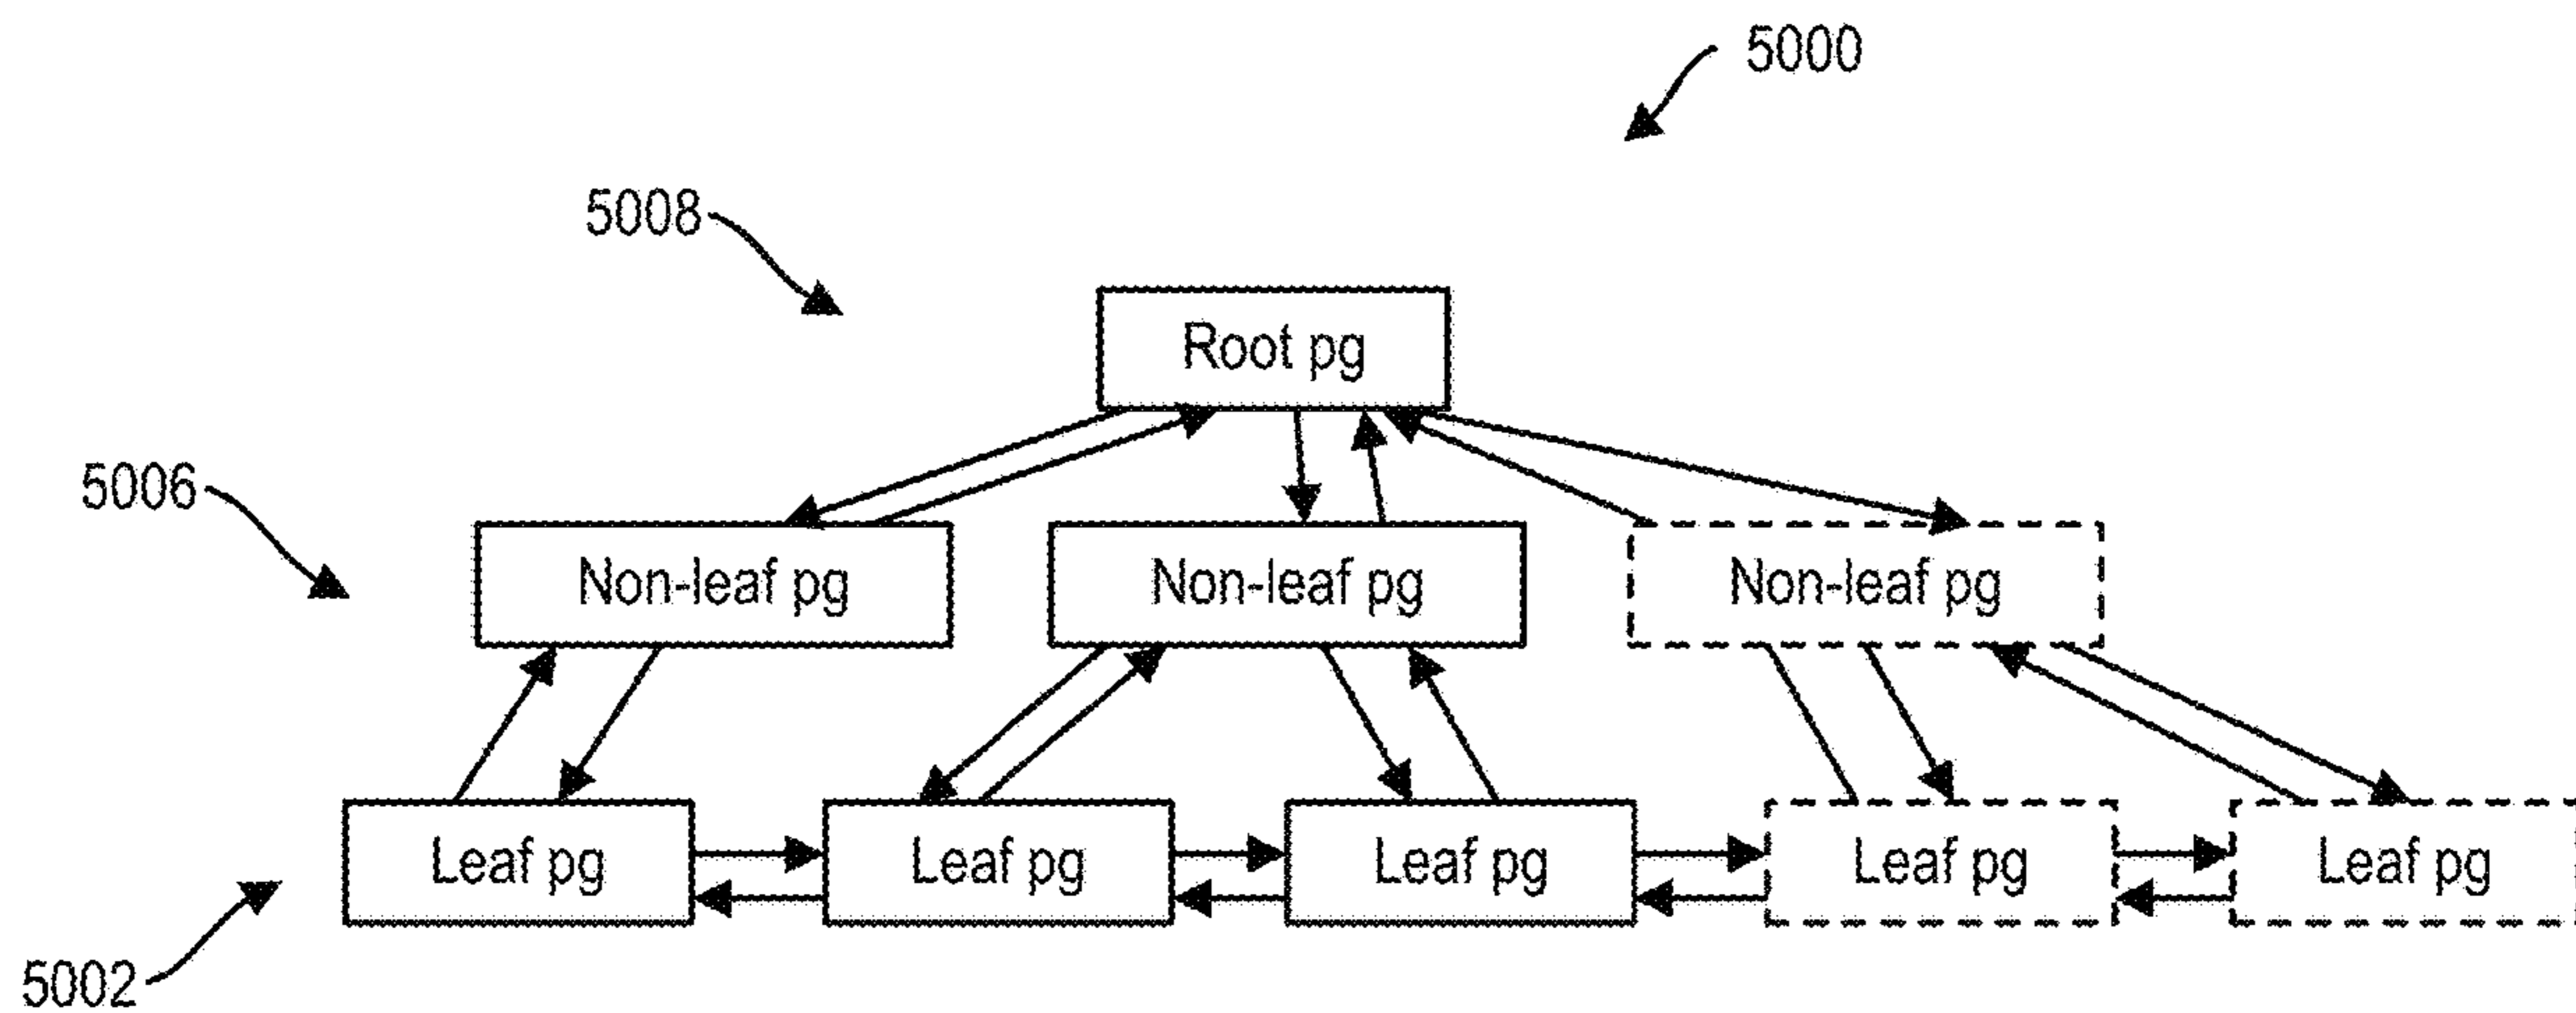 5000
5008
Root pg
5006
Non-leaf pg Non-leaf pg Non-leaf pg
Leaf pg Leaf pg Leaf pg Leaf pg Leaf pg
5002